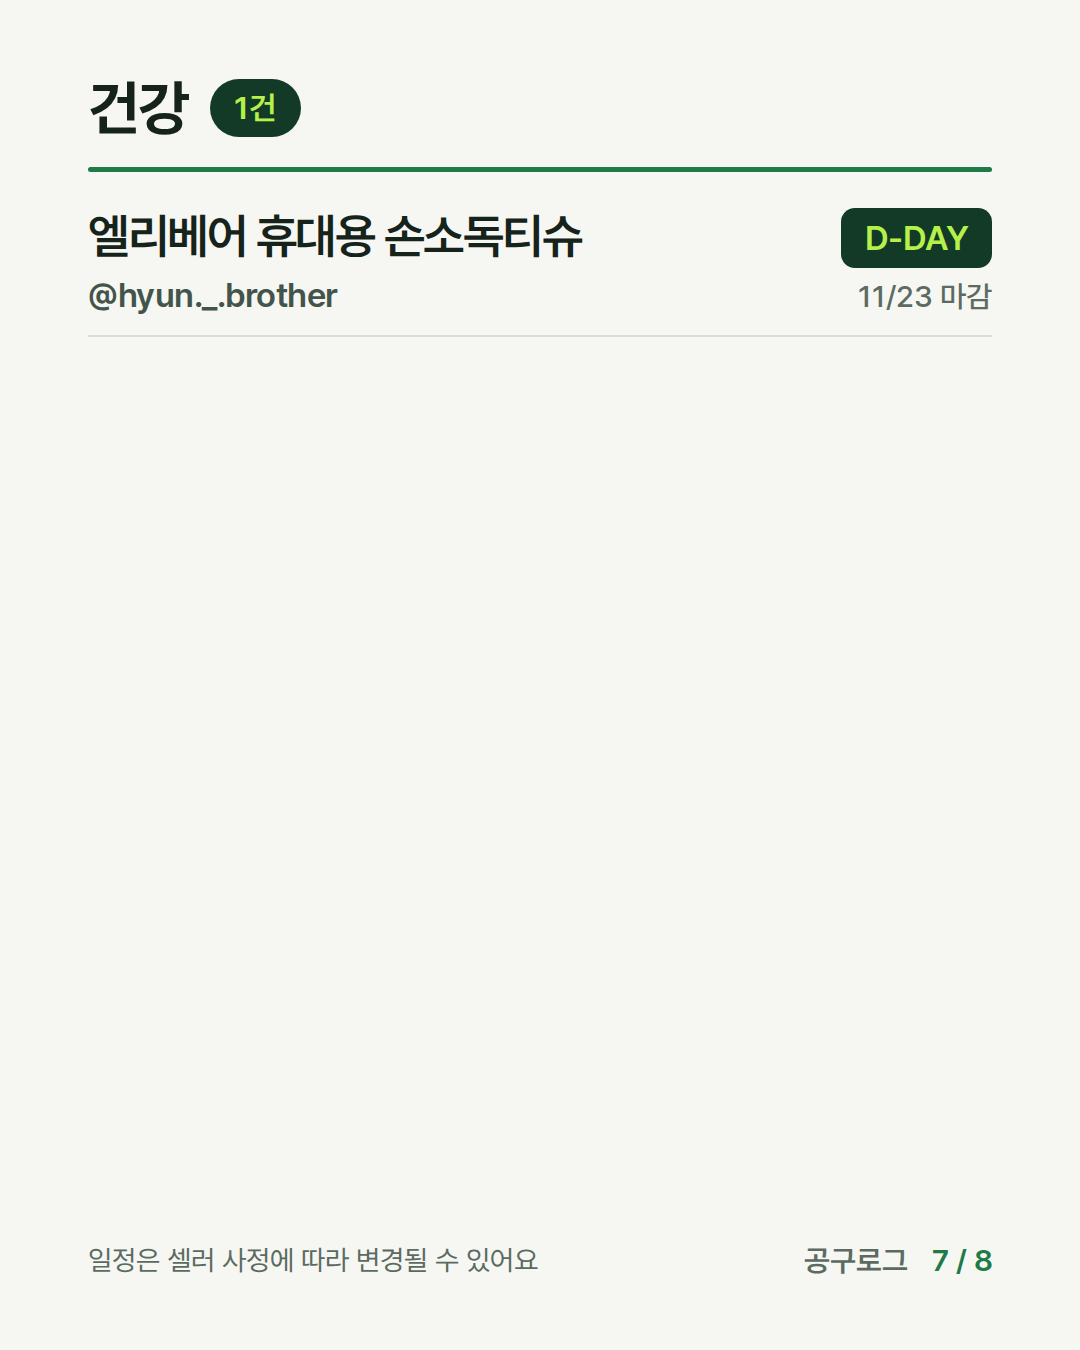 건강 1건
엘리베어 휴대용 손소독티슈 D-DAY
@hyun._.brother 11/23 마감
일정은 셀러 사정에 따라 변경될 수 있어요 공구로그 7 / 8